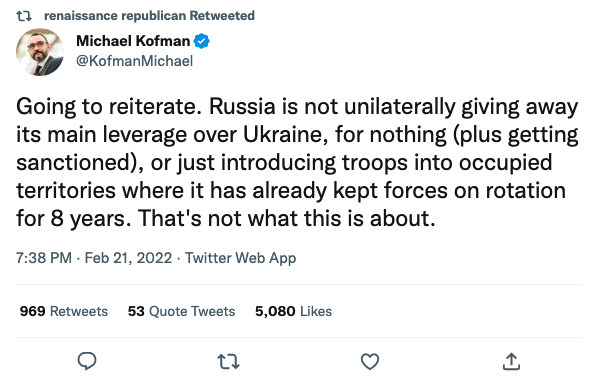 renaissance republican Retweeted
Michael Kofman
@KofmanMichael
Going to reiterate. Russia is not unilaterally giving away
its main leverage over Ukraine, for nothing (plus getting
sanctioned), or just introducing troops into occupied
territories where it has already kept forces on rotation
for 8 years. That's not what this is about.
7:38 PM · Feb 21, 2022 · Twitter Web App
969 Retweets 53 Quote Tweets 5,080 Likes